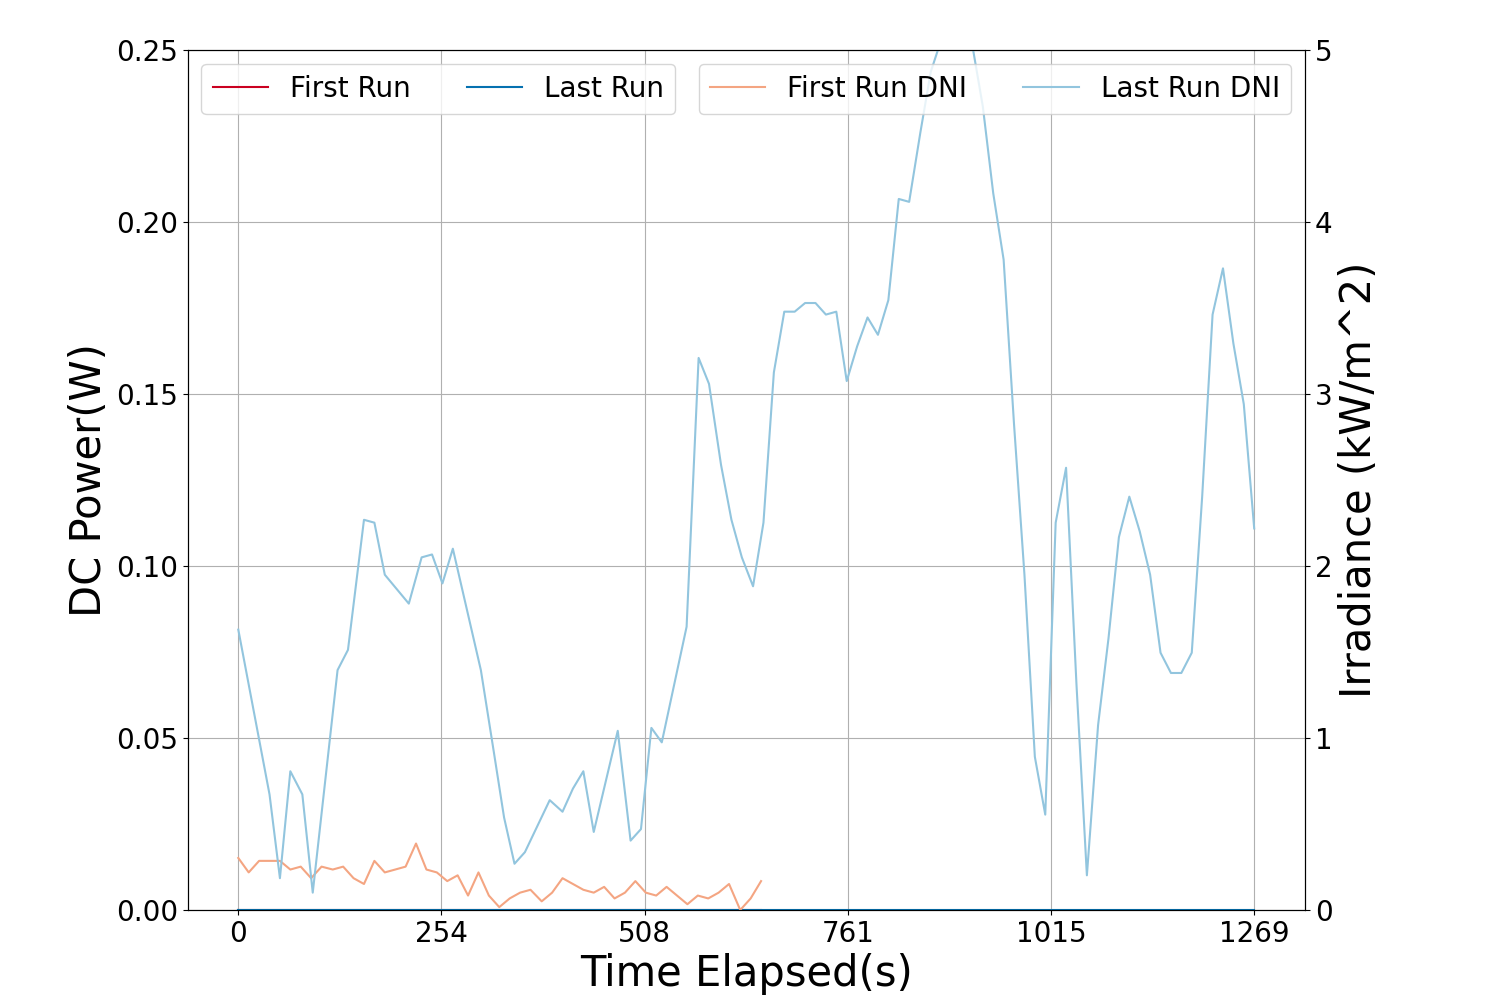 First Run
Last Run
First Run DNI
Last Run DNI
DC Power(W)
0.25
0.20
0.15
0.10
0.05
0.00
5
4
3
2
1
0
Irradiance (kW/m^2)
0 254 508 761 1015 1269
Time Elapsed(s)